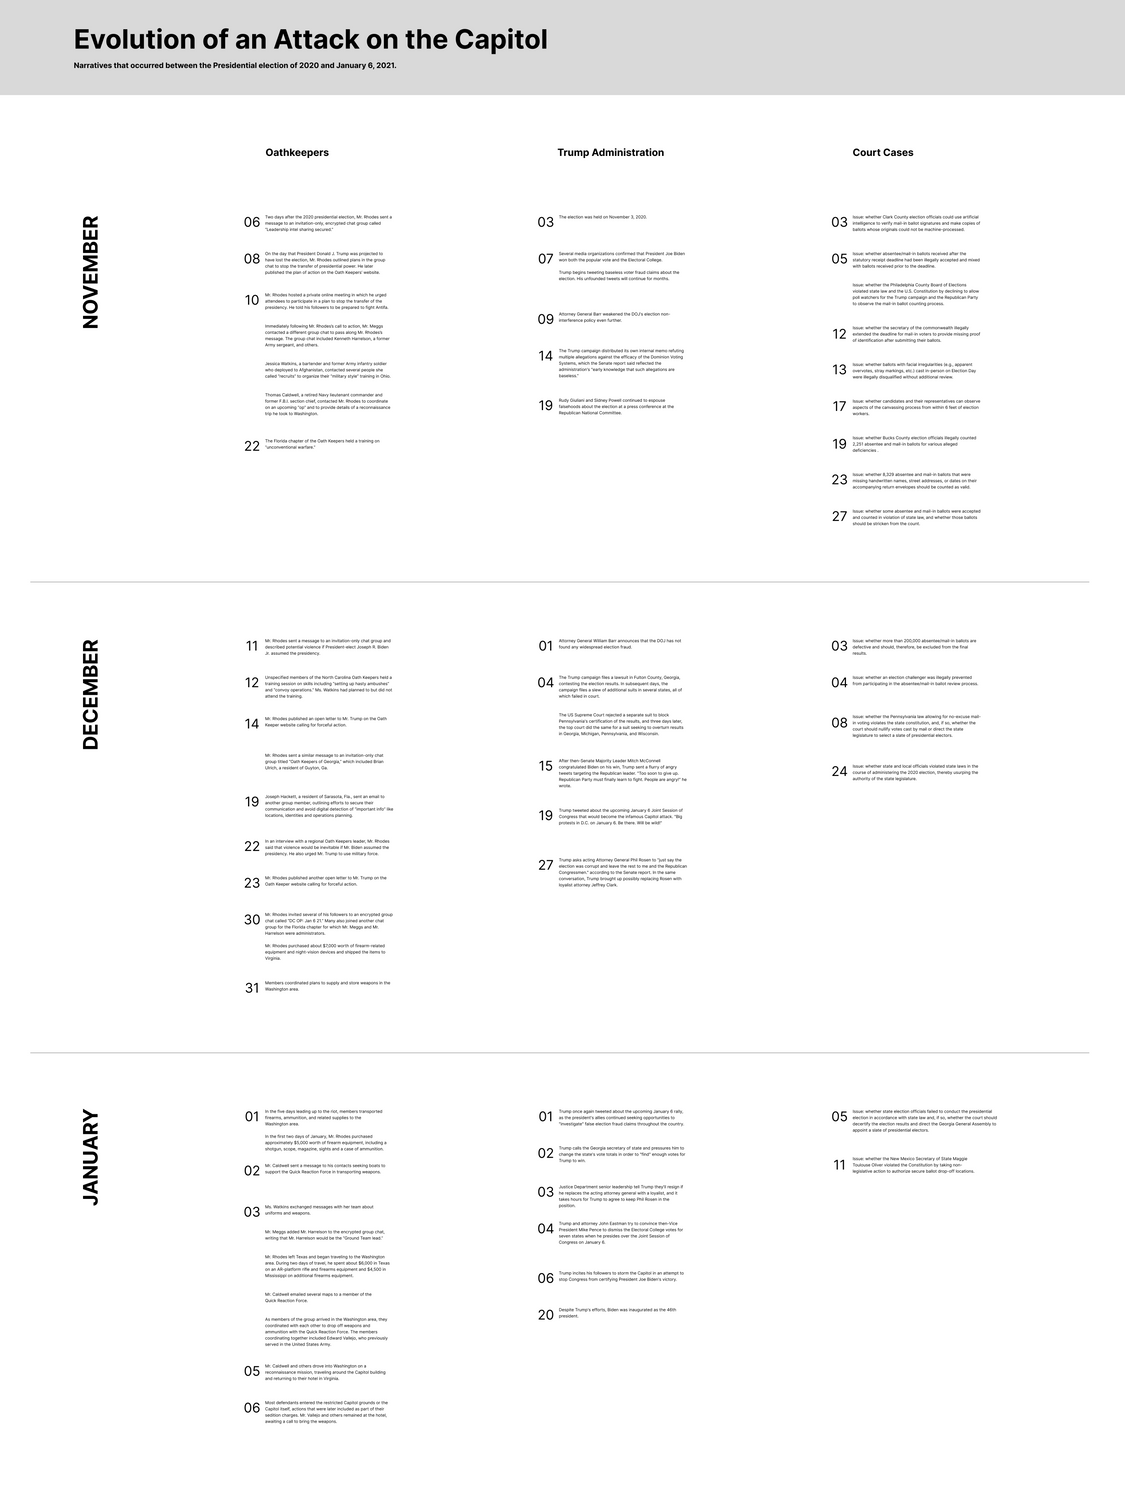 Evolution of an Attack on the Capitol
Narratives that occurred between the Presidential election of 2020 and January 6, 2021.
Oathkeepers
Trump Administration
Court Cases
NOVEMBER
06
Two days after the 2020 presidential election, Mr. Rhodes sent a
message to an invitation-only, encrypted chat group called
"Leadership intel sharing secured."
08
On the day that President Donald J. Trump was projected to
have lost the election, Mr. Rhodes outlined plans in the group
chat to stop the transfer of presidential power. He later
published the plan of action on the Oath Keepers' website.
10
Mr. Rhodes hosted a private online meeting in which he urged
attendees to participate in a plan to stop the transfer of the
presidency. He told his followers to be prepared to fight Antifa.
Immediately following Mr. Rhodes's call to action, Mr. Meggs
contacted a different group chat to pass along Mr. Rhodes's
message. The group chat included Kenneth Harrelson, a former
Army sergeant, and others.
Jessica Watkins, a bartender and former Army infantry soldier
who deployed to Afghanistan, contacted several people she
called "recruits" to organize their "military style" training in Ohio.
Thomas Caldwell, a retired Navy lieutenant commander and
former F.B.I. section chief, contacted Mr. Rhodes to coordinate
on an upcoming "op" and to provide details of a reconnaissance
trip he took to Washington.
22
The Florida chapter of the Oath Keepers held a training on
"unconventional warfare."
03
The election was held on November 3, 2020.
07
Several media organizations confirmed that President Joe Biden
won both the popular vote and the Electoral College.
Trump begins tweeting baseless voter fraud claims about the
election. His unfounded tweets will continue for months.
09
Attorney General Barr weakened the DOJ's election non-
interference policy even further.
14
The Trump campaign distributed its own internal memo refuting
multiple allegations against the efficacy of the Dominion Voting
Systems, which the Senate report said reflected the
administration's "early knowledge that such allegations are
baseless."
19
Rudy Giuliani and Sidney Powell continued to espouse
falsehoods about the election at a press conference at the
Republican National Committee.
03
Issue: whether Clark County election officials could use artificial
intelligence to verify mail-in ballot signatures and make copies of
ballots whose originals could not be machine-processed.
05
Issue: whether absentee/mail-in ballots received after the
statutory receipt deadline had been illegally accepted and mixed
with ballots received prior to the deadline.
Issue: whether the Philadelphia County Board of Elections
violated state law and the U.S. Constitution by declining to allow
poll watchers for the Trump campaign and the Republican Party
to observe the mail-in ballot counting process.
12
Issue: whether the secretary of the commonwealth illegally
extended the deadline for mail-in voters to provide missing proof
of identification after submitting their ballots.
13
Issue: whether ballots with facial irregularities (e.g., apparent
overvotes, stray markings, etc.) cast in-person on Election Day
were illegally disqualified without additional review.
17
Issue: whether candidates and their representatives can observe
aspects of the canvassing process from within 6 feet of election
workers.
19
Issue: whether Bucks County election officials illegally counted
2,251 absentee and mail-in ballots for various alleged
deficiencies .
23
Issue: whether 8,329 absentee and mail-in ballots that were
missing handwritten names, street addresses, or dates on their
accompanying return envelopes should be counted as valid.
27
Issue: whether some absentee and mail-in ballots were accepted
and counted in violation of state law, and whether those ballots
should be stricken from the count.
DECEMBER
11
Mr. Rhodes sent a message to an invitation-only chat group and
described potential violence if President-elect Joseph R. Biden
Jr. assumed the presidency.
12
Unspecified members of the North Carolina Oath Keepers held a
training session on skills including "setting up hasty ambushes"
and "convoy operations." Ms. Watkins had planned to but did not
attend the training.
14
Mr. Rhodes published an open letter to Mr. Trump on the Oath
Keeper website calling for forceful action.
Mr. Rhodes sent a similar message to an invitation-only chat
group titled "Oath Keepers of Georgia," which included Brian
Ulrich, a resident of Guyton, Ga.
19
Joseph Hackett, a resident of Sarasota, Fla., sent an email to
another group member, outlining efforts to secure their
communication and avoid digital detection of "important info" like
locations, identities and operations planning.
22
In an interview with a regional Oath Keepers leader, Mr. Rhodes
said that violence would be inevitable if Mr. Biden assumed the
presidency. He also urged Mr. Trump to use military force.
23
Mr. Rhodes published another open letter to Mr. Trump on the
Oath Keeper website calling for forceful action.
30
Mr. Rhodes invited several of his followers to an encrypted group
chat called "DC OP: Jan 6 21." Many also joined another chat
group for the Florida chapter for which Mr. Meggs and Mr.
Harrelson were administrators.
Mr. Rhodes purchased about $7,000 worth of firearm-related
equipment and night-vision devices and shipped the items to
Virginia.
31
Members coordinated plans to supply and store weapons in the
Washington area.
01
Attorney General William Barr announces that the DOJ has not
found any widespread election fraud.
04
The Trump campaign files a lawsuit in Fulton County, Georgia,
contesting the election results. In subsequent days, the
campaign files a slew of additional suits in several states, all of
which failed in court.
The US Supreme Court rejected a separate suit to block
Pennsylvania's certification of the results, and three days later,
the top court did the same for a suit seeking to overturn results
in Georgia, Michigan, Pennsylvania, and Wisconsin.
15
After then-Senate Majority Leader Mitch McConnell
congratulated Biden on his win, Trump sent a flurry of angry
tweets targeting the Republican leader. "Too soon to give up.
Republican Party must finally learn to fight. People are angry!" he
wrote.
19
Trump tweeted about the upcoming January 6 Joint Session of
Congress that would become the infamous Capitol attack. "Big
protests in D.C. on January 6. Be there. Will be wild!"
27
Trump asks acting Attorney General Phil Rosen to "just say the
election was corrupt and leave the rest to me and the Republican
Congressmen." according to the Senate report. In the same
conversation, Trump brought up possibly replacing Rosen with
loyalist attorney Jeffrey Clark.
03
Issue: whether more than 200,000 absentee/mail-in ballots are
defective and should, therefore, be excluded from the final
results.
04
Issue: whether an election challenger was illegally prevented
from participating in the absentee/mail-in ballot review process.
08
Issue: whether the Pennsylvania law allowing for no-excuse mail-
in voting violates the state constitution, and, if so, whether the
court should nullify votes cast by mail or direct the state
legislature to select a slate of presidential electors.
24
Issue: whether state and local officials violated state laws in the
course of administering the 2020 election, thereby usurping the
authority of the state legislature.
JANUARY
01
In the five days leading up to the riot, members transported
firearms, ammunition, and related supplies to the
Washington area.
In the first two days of January, Mr. Rhodes purchased
approximately $5,000 worth of firearm equipment, including a
shotgun, scope, magazine, sights and a case of ammunition.
02
Mr. Caldwell sent a message to his contacts seeking boats to
support the Quick Reaction Force in transporting weapons.
03
Ms. Watkins exchanged messages with her team about
uniforms and weapons.
Mr. Meggs added Mr. Harrelson to the encrypted group chat,
writing that Mr. Harrelson would be the "Ground Team lead."
Mr. Rhodes left Texas and began traveling to the Washington
area. During two days of travel, he spent about $6,000 in Texas
on an AR-platform rifle and firearms equipment and $4,500 in
Mississippi on additional firearms equipment.
Mr. Caldwell emailed several maps to a member of the
Quick Reaction Force.
As members of the group arrived in the Washington area, they
coordinated with each other to drop off weapons and
ammunition with the Quick Reaction Force. The members
coordinating together included Edward Vallejo, who previously
served in the United States Army.
05
Mr. Caldwell and others drove into Washington on a
reconnaissance mission, traveling around the Capitol building
and returning to their hotel in Virginia.
06
Most defendants entered the restricted Capitol grounds or the
Capitol itself, actions that were later included as part of their
sedition charges. Mr. Vallejo and others remained at the hotel,
awaiting a call to bring the weapons.
01
Trump once again tweeted about the upcoming January 6 rally,
as the president's allies continued seeking opportunities to
"investigate" false election fraud claims throughout the country.
02
Trump calls the Georgia secretary of state and pressures him to
change the state's vote totals in order to "find" enough votes for
Trump to win.
03
Justice Department senior leadership tell Trump they'll resign if
he replaces the acting attorney general with a loyalist, and it
takes hours for Trump to agree to keep Phil Rosen in the
position.
04
Trump and attorney John Eastman try to convince then-Vice
President Mike Pence to dismiss the Electoral College votes for
seven states when he presides over the Joint Session of
Congress on January 6.
06
Trump incites his followers to storm the Capitol in an attempt to
stop Congress from certifying President Joe Biden's victory.
20
Despite Trump's efforts, Biden was inaugurated as the 46th
president.
05
Issue: whether state election officials failed to conduct the presidential
election in accordance with state law and, if so, whether the court should
decertify the election results and direct the Georgia General Assembly to
appoint a slate of presidential electors.
11
Issue: whether the New Mexico Secretary of State Maggie
Toulouse Oliver violated the Constitution by taking non-
legislative action to authorize secure ballot drop-off locations.